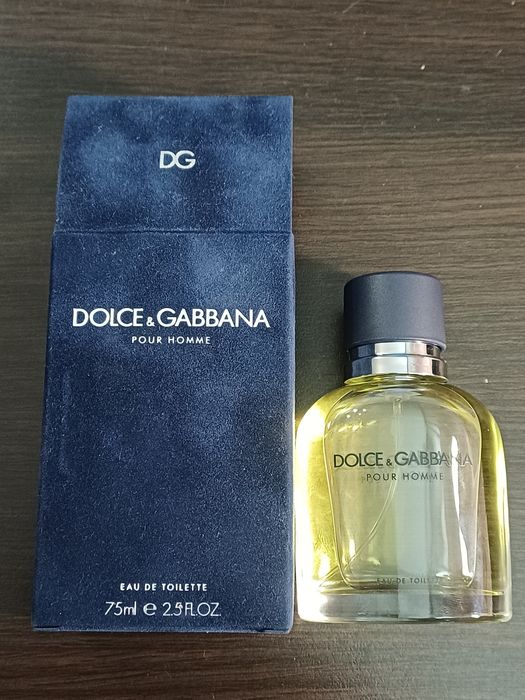 DG
DOLCE & GABBANA
POUR HOMME
EAU DE TOILETTE
75ml e 2.5FL.OZ.
DOLCE & GABBANA
POUR HOMME
EAU DE TOILETTE